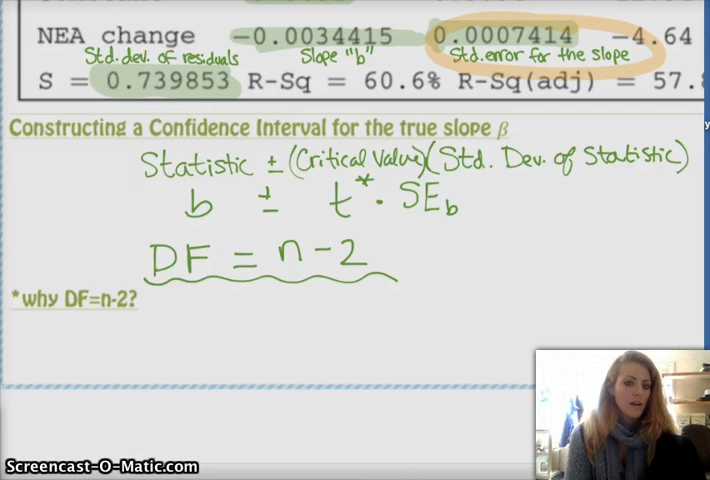 NEA change -0.0034415 0.0007414 -4.64
Std. dev. of residuals Slope "b" Std. error for the slope
S = 0.739853 R-Sq = 60.6% R-Sq(adj) = 57.8
Constructing a Confidence Interval for the true slope β
Statistic ± (Critical Value)(Std. Dev. of Statistic)
b ± t* · SEb
DF = n - 2
*why DF=n-2?
Screencast-O-Matic.com